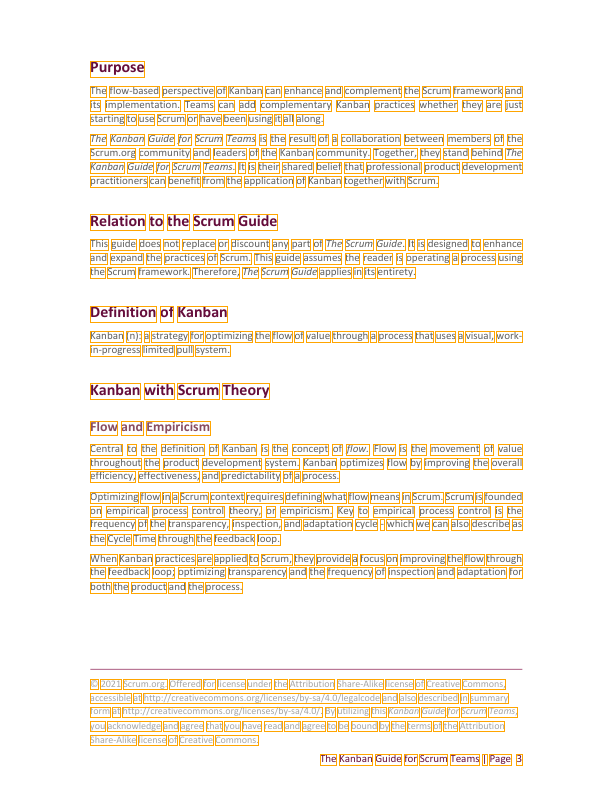 Purpose
The flow-based perspective of Kanban can enhance and complement the Scrum framework and
its implementation. Teams can add complementary Kanban practices whether they are just
starting to use Scrum or have been using it all along.
The Kanban Guide for Scrum Teams is the result of a collaboration between members of the
Scrum.org community and leaders of the Kanban community. Together, they stand behind The
Kanban Guide for Scrum Teams. It is their shared belief that professional product development
practitioners can benefit from the application of Kanban together with Scrum.
Relation to the Scrum Guide
This guide does not replace or discount any part of The Scrum Guide. It is designed to enhance
and expand the practices of Scrum. This guide assumes the reader is operating a process using
the Scrum framework. Therefore, The Scrum Guide applies in its entirety.
Definition of Kanban
Kanban (n): a strategy for optimizing the flow of value through a process that uses a visual, work-
in-progress limited pull system.
Kanban with Scrum Theory
Flow and Empiricism
Central to the definition of Kanban is the concept of flow. Flow is the movement of value
throughout the product development system. Kanban optimizes flow by improving the overall
efficiency, effectiveness, and predictability of a process.
Optimizing flow in a Scrum context requires defining what flow means in Scrum. Scrum is founded
on empirical process control theory, or empiricism. Key to empirical process control is the
frequency of the transparency, inspection, and adaptation cycle - which we can also describe as
the Cycle Time through the feedback loop.
When Kanban practices are applied to Scrum, they provide a focus on improving the flow through
the feedback loop; optimizing transparency and the frequency of inspection and adaptation for
both the product and the process.
© 2021 Scrum.org. Offered for license under the Attribution Share-Alike license of Creative Commons,
accessible at http://creativecommons.org/licenses/by-sa/4.0/legalcode and also described in summary
form at http://creativecommons.org/licenses/by-sa/4.0/. By utilizing this Kanban Guide for Scrum Teams,
you acknowledge and agree that you have read and agree to be bound by the terms of the Attribution
Share-Alike license of Creative Commons.
The Kanban Guide for Scrum Teams | Page 3